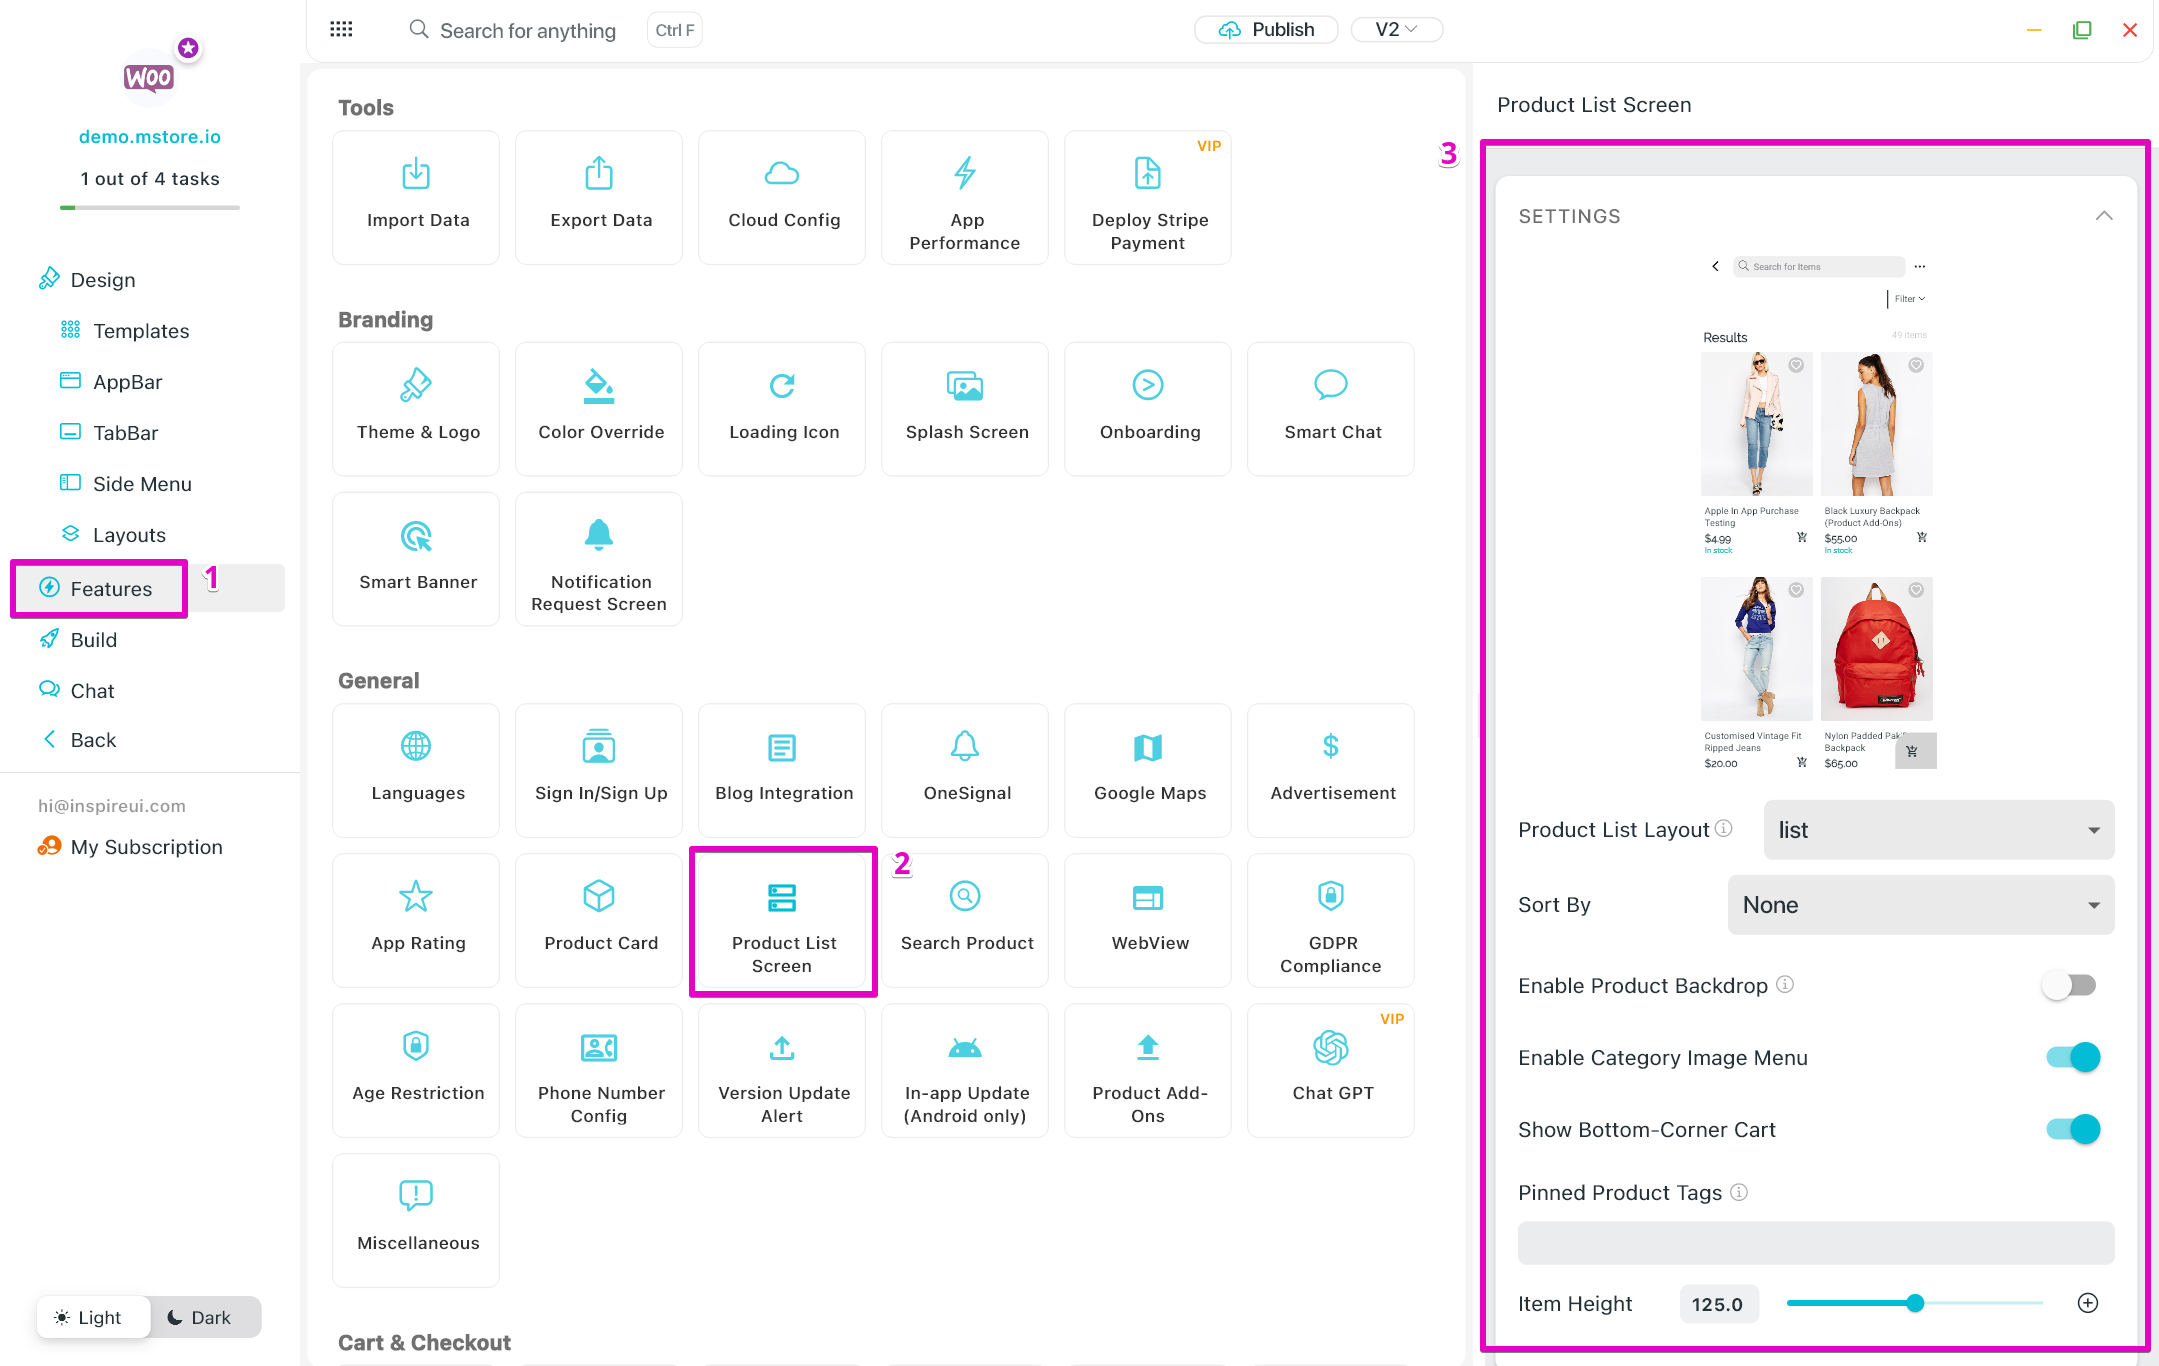 Search for anything
Ctrl F
Publish
V2
WOO
demo.mstore.io
1 out of 4 tasks
Design
Templates
AppBar
TabBar
Side Menu
Layouts
Features
1
Build
Chat
Back
hi@inspireui.com
My Subscription
Light
Dark
Tools
Import Data
Export Data
Cloud Config
App
Performance
VIP
Deploy Stripe
Payment
Branding
Theme & Logo
Color Override
Loading Icon
Splash Screen
Onboarding
Smart Chat
Smart Banner
Notification
Request Screen
General
Languages
Sign In/Sign Up
Blog Integration
OneSignal
Google Maps
Advertisement
App Rating
Product Card
Product List
Screen
2
Search Product
WebView
GDPR
Compliance
Age Restriction
Phone Number
Config
Version Update
Alert
In-app Update
(Android only)
Product Add-
Ons
VIP
Chat GPT
Miscellaneous
Cart & Checkout
Product List Screen
3
SETTINGS
Search for Items
Filter
Results
49 items
Apple In App Purchase
Testing
$4.99
In stock
Black Luxury Backpack
(Product Add-Ons)
$55.00
In stock
Customised Vintage Fit
Ripped Jeans
$20.00
Nylon Padded Pak'
Backpack
$65.00
Product List Layout
list
Sort By
None
Enable Product Backdrop
Enable Category Image Menu
Show Bottom-Corner Cart
Pinned Product Tags
Item Height
125.0